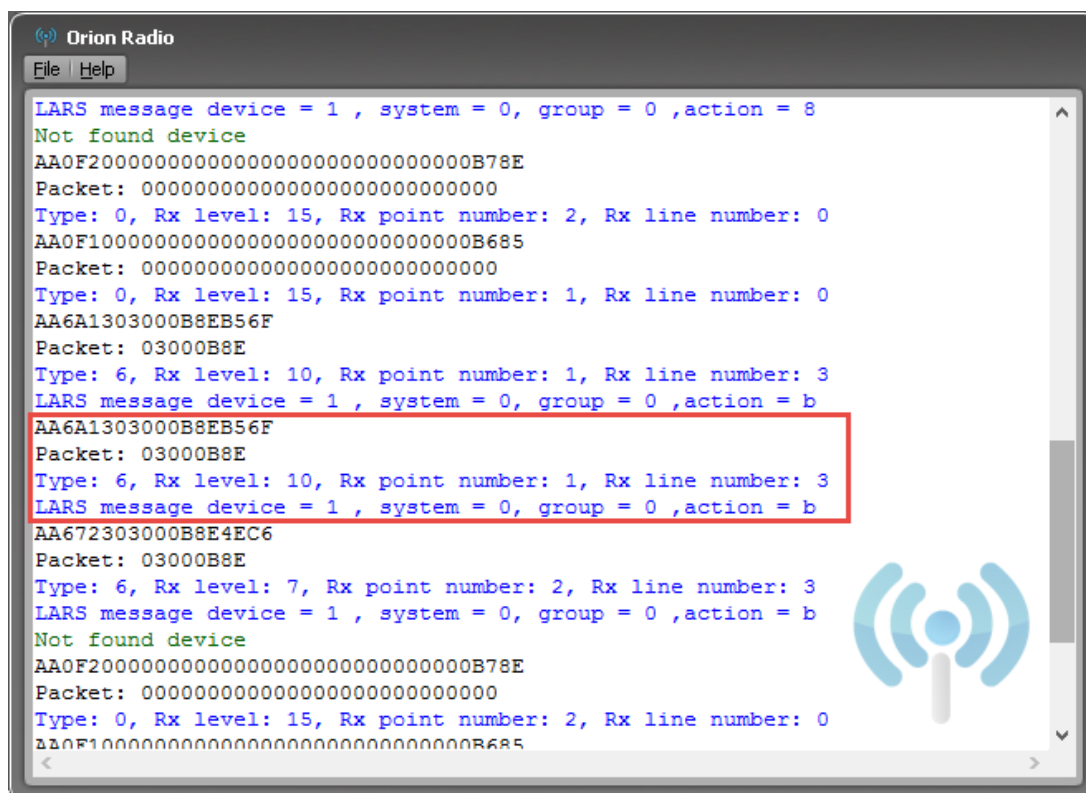 Orion Radio
File Help
LARS message device = 1 , system = 0, group = 0 ,action = 8
Not found device
AA0F2000000000000000000000000000B78E
Packet: 00000000000000000000000000
Type: 0, Rx level: 15, Rx point number: 2, Rx line number: 0
AA0F1000000000000000000000000000B685
Packet: 00000000000000000000000000
Type: 0, Rx level: 15, Rx point number: 1, Rx line number: 0
AA6A1303000B8EB56F
Packet: 03000B8E
Type: 6, Rx level: 10, Rx point number: 1, Rx line number: 3
LARS message device = 1 , system = 0, group = 0 ,action = b
AA6A1303000B8EB56F
Packet: 03000B8E
Type: 6, Rx level: 10, Rx point number: 1, Rx line number: 3
LARS message device = 1 , system = 0, group = 0 ,action = b
AA672303000B8E4EC6
Packet: 03000B8E
Type: 6, Rx level: 7, Rx point number: 2, Rx line number: 3
LARS message device = 1 , system = 0, group = 0 ,action = b
Not found device
AA0F2000000000000000000000000000B78E
Packet: 00000000000000000000000000
Type: 0, Rx level: 15, Rx point number: 2, Rx line number: 0
AA0F1000000000000000000000000000B685